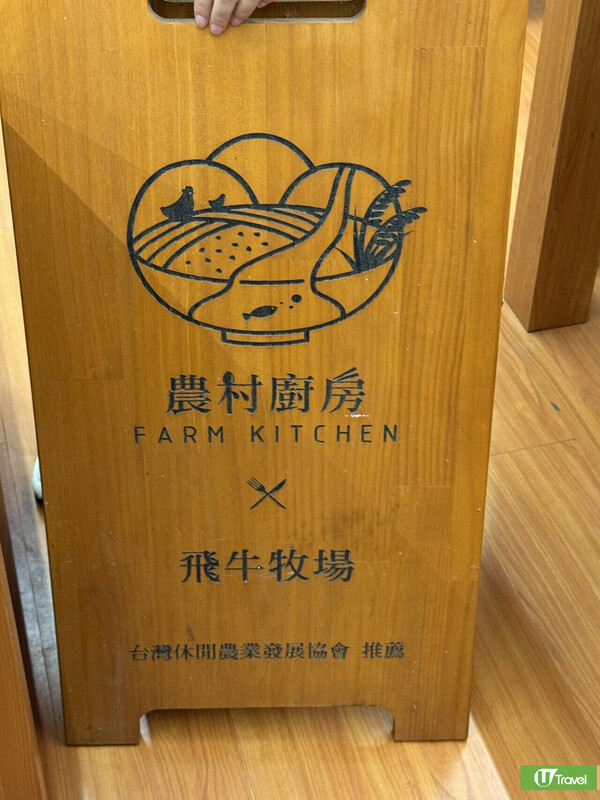 農村廚房
FARM KITCHEN
飛牛牧場
台灣休閒農業發展協會 推薦
U Travel